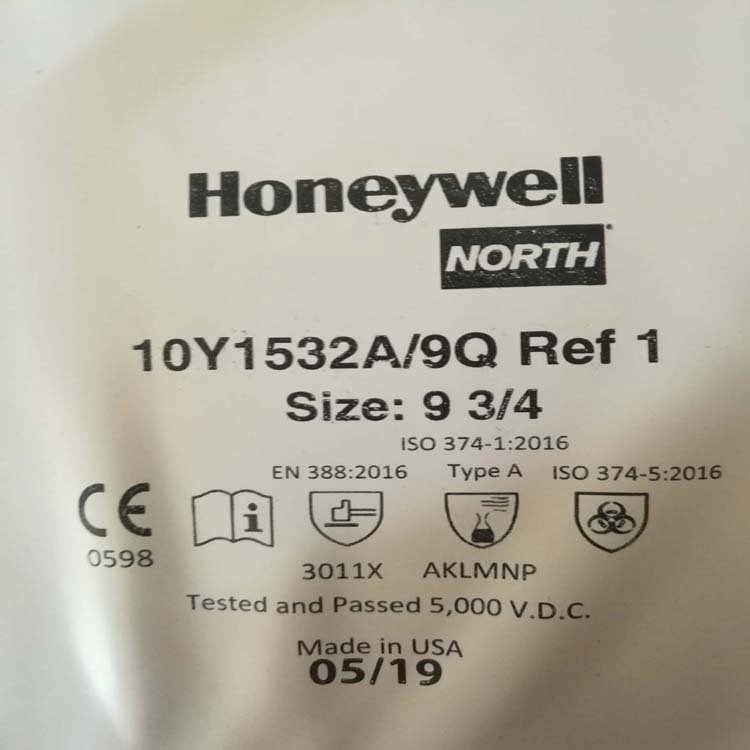 Honeywell
NORTH
10Y1532A/9Q Ref 1
Size: 9 3/4
ISO 374-1:2016
EN 388:2016 Type A ISO 374-5:2016
CE
i
0598
3011X AKLMNP
Tested and Passed 5,000 V.D.C.
Made in USA
05/19